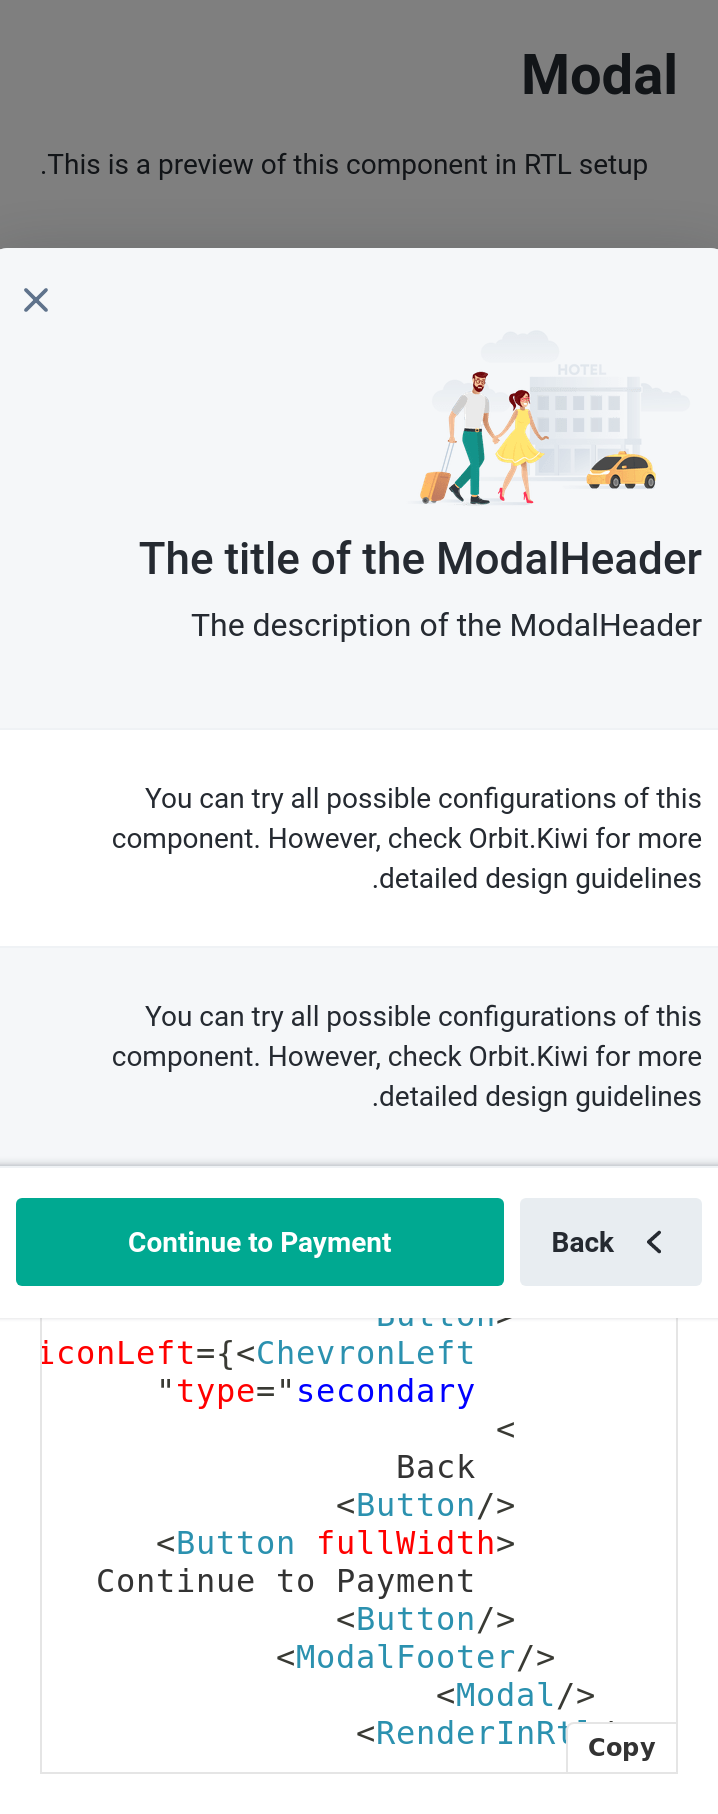 Modal
.This is a preview of this component in RTL setup
HOTEL
The title of the ModalHeader
The description of the ModalHeader
You can try all possible configurations of this
component. However, check Orbit.Kiwi for more
.detailed design guidelines
You can try all possible configurations of this
component. However, check Orbit.Kiwi for more
.detailed design guidelines
Continue to Payment
Back
Button>
iconLeft={<ChevronLeft
"type="secondary
<
Back
<Button/>
<Button fullWidth>
Continue to Payment
<Button/>
<ModalFooter/>
<Modal/>
<RenderInRtl
Copy